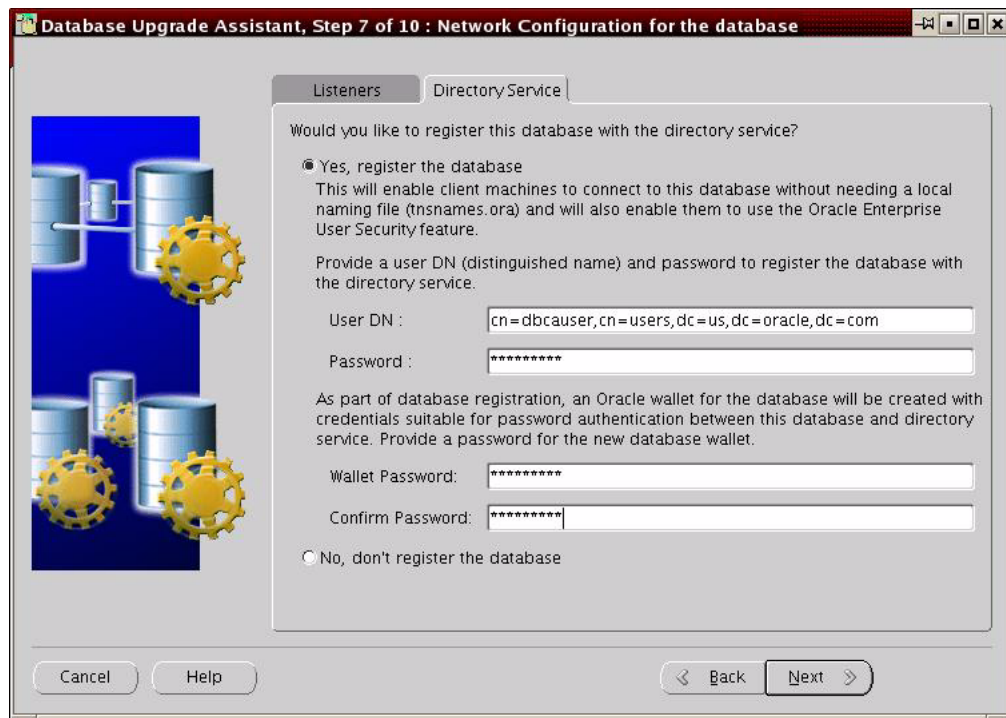 Database Upgrade Assistant, Step 7 of 10 : Network Configuration for the database
Listeners
Directory Service
Would you like to register this database with the directory service?
Yes, register the database
This will enable client machines to connect to this database without needing a local
naming file (tnsnames.ora) and will also enable them to use the Oracle Enterprise
User Security feature.
Provide a user DN (distinguished name) and password to register the database with
the directory service.
User DN :
cn=dbcauser,cn=users,dc=us,dc=oracle,dc=com
Password :
*********
As part of database registration, an Oracle wallet for the database will be created with
credentials suitable for password authentication between this database and directory
service. Provide a password for the new database wallet.
Wallet Password:
*********
Confirm Password:
*********
No, don't register the database
Cancel
Help
Back
Next